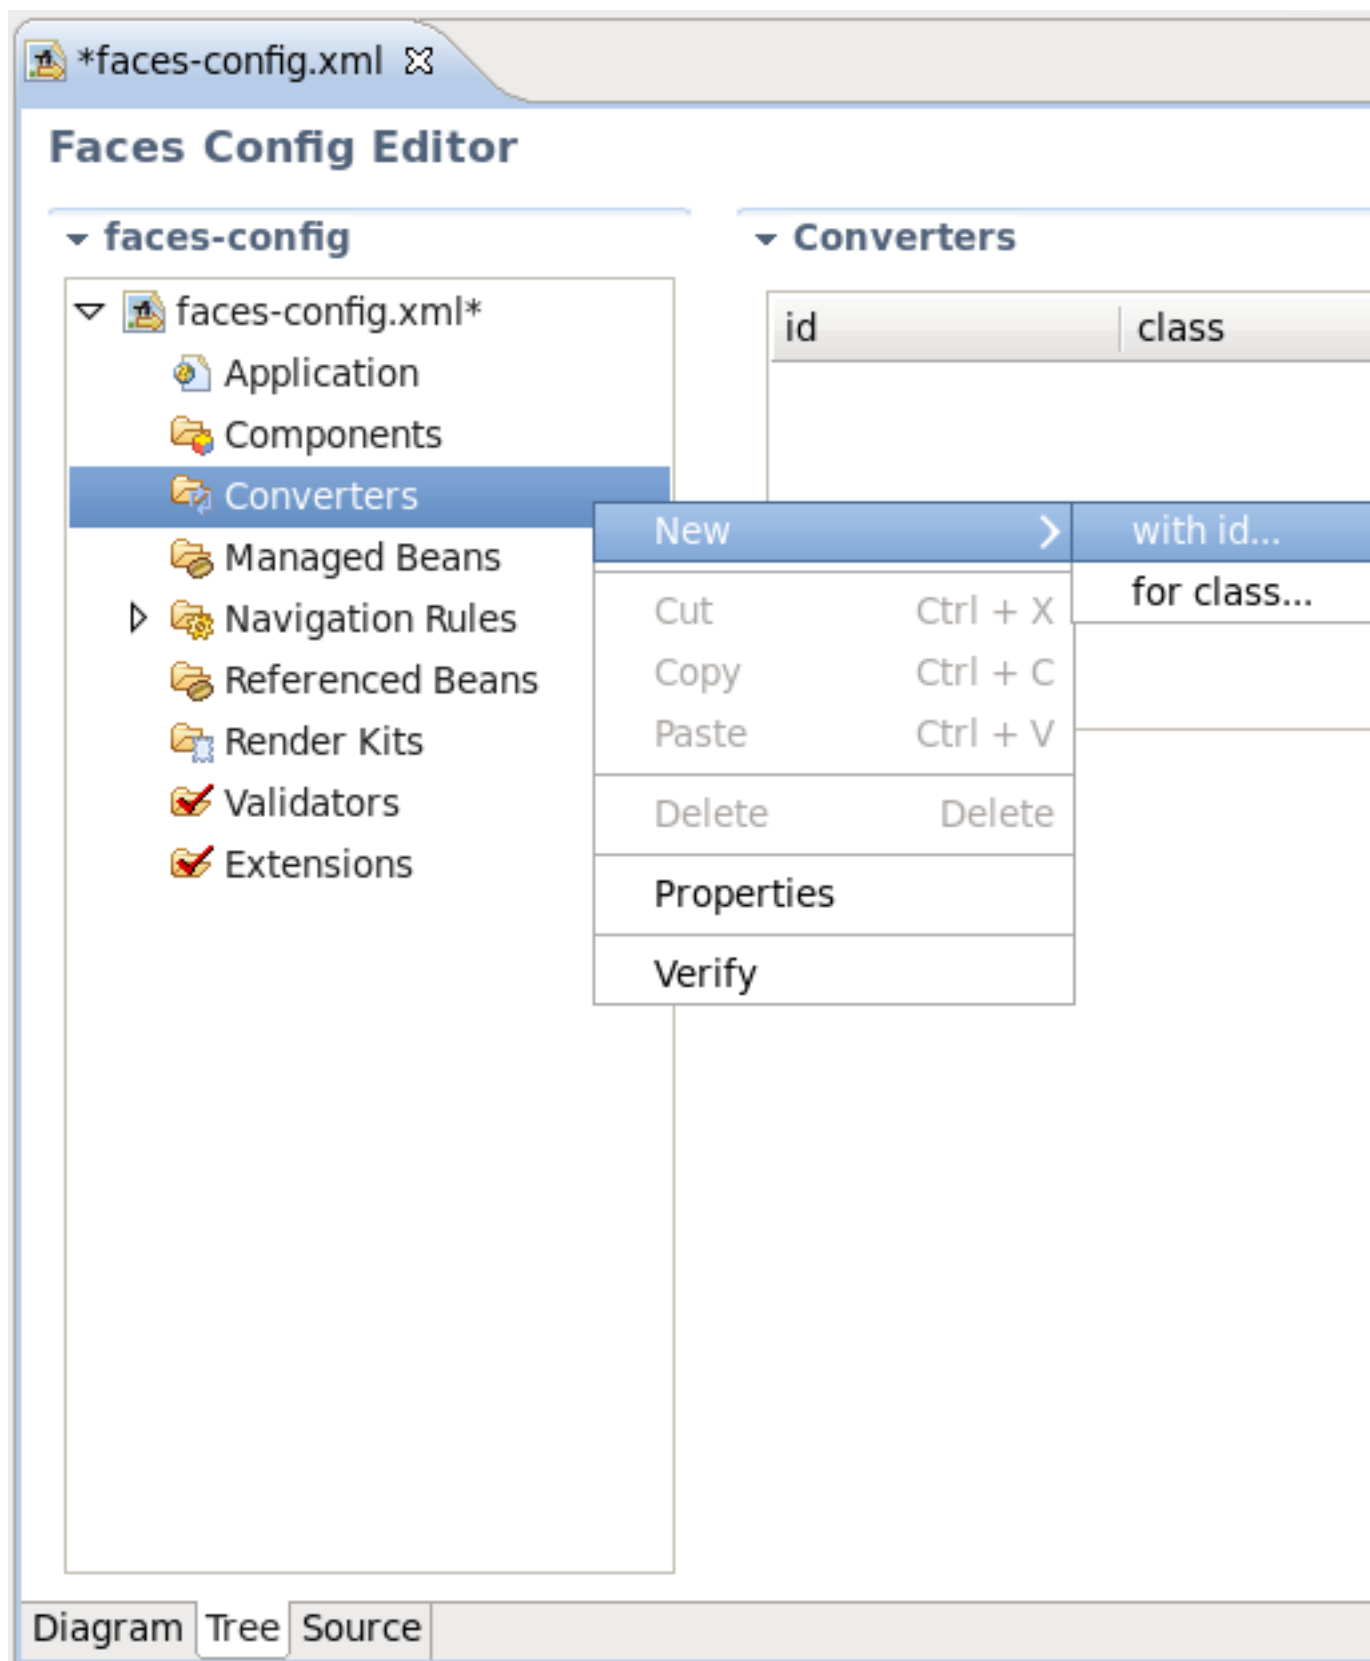 *faces-config.xml
Faces Config Editor
faces-config
faces-config.xml*
Application
Components
Converters
Managed Beans
Navigation Rules
Referenced Beans
Render Kits
Validators
Extensions
Converters
id class
New
Cut Ctrl + X
Copy Ctrl + C
Paste Ctrl + V
Delete Delete
Properties
Verify
with id...
for class...
Diagram Tree Source